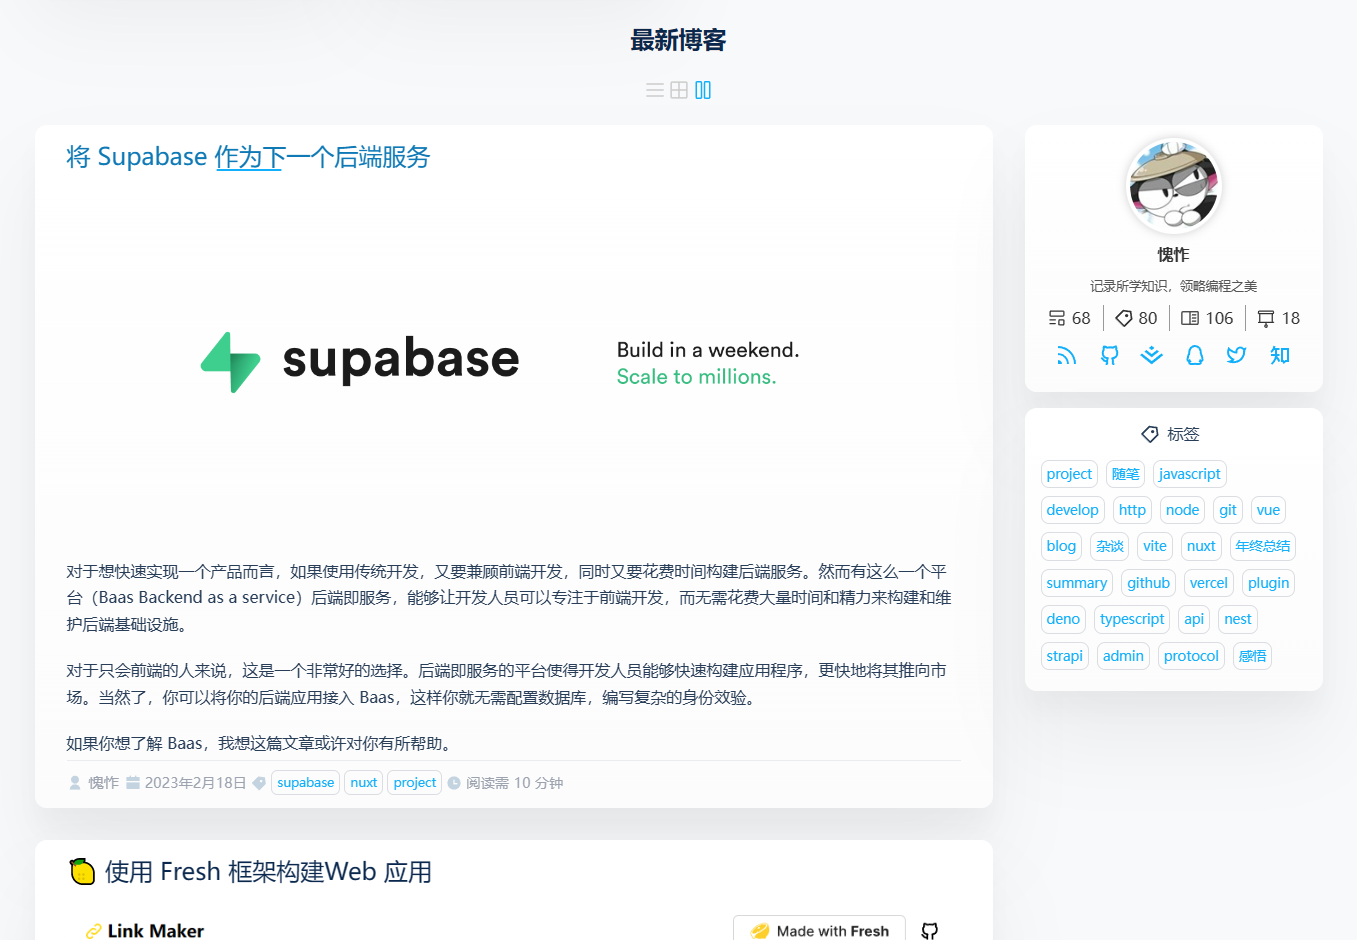 最新博客
将 Supabase 作为下一个后端服务
supabase
Build in a weekend.
Scale to millions.
对于想快速实现一个产品而言，如果使用传统开发，又要兼顾前端开发，同时又要花费时间构建后端服务。然而有这么一个平
台（Baas Backend as a service）后端即服务，能够让开发人员可以专注于前端开发，而无需花费大量时间和精力来构建和维
护后端基础设施。
对于只会前端的人来说，这是一个非常好的选择。后端即服务的平台使得开发人员能够快速构建应用程序，更快地将其推向市
场。当然了，你可以将你的后端应用接入 Baas，这样你就无需配置数据库，编写复杂的身份效验。
如果你想了解 Baas，我想这篇文章或许对你有所帮助。
愧怍 2023年2月18日 supabase nuxt project 阅读需 10 分钟
使用 Fresh 框架构建Web 应用
Link Maker
Made with Fresh
愧怍
记录所学知识，领略编程之美
68 80 106 18
知
标签
project 随笔 javascript
develop http node git vue
blog 杂谈 vite nuxt 年终总结
summary github vercel plugin
deno typescript api nest
strapi admin protocol 感悟